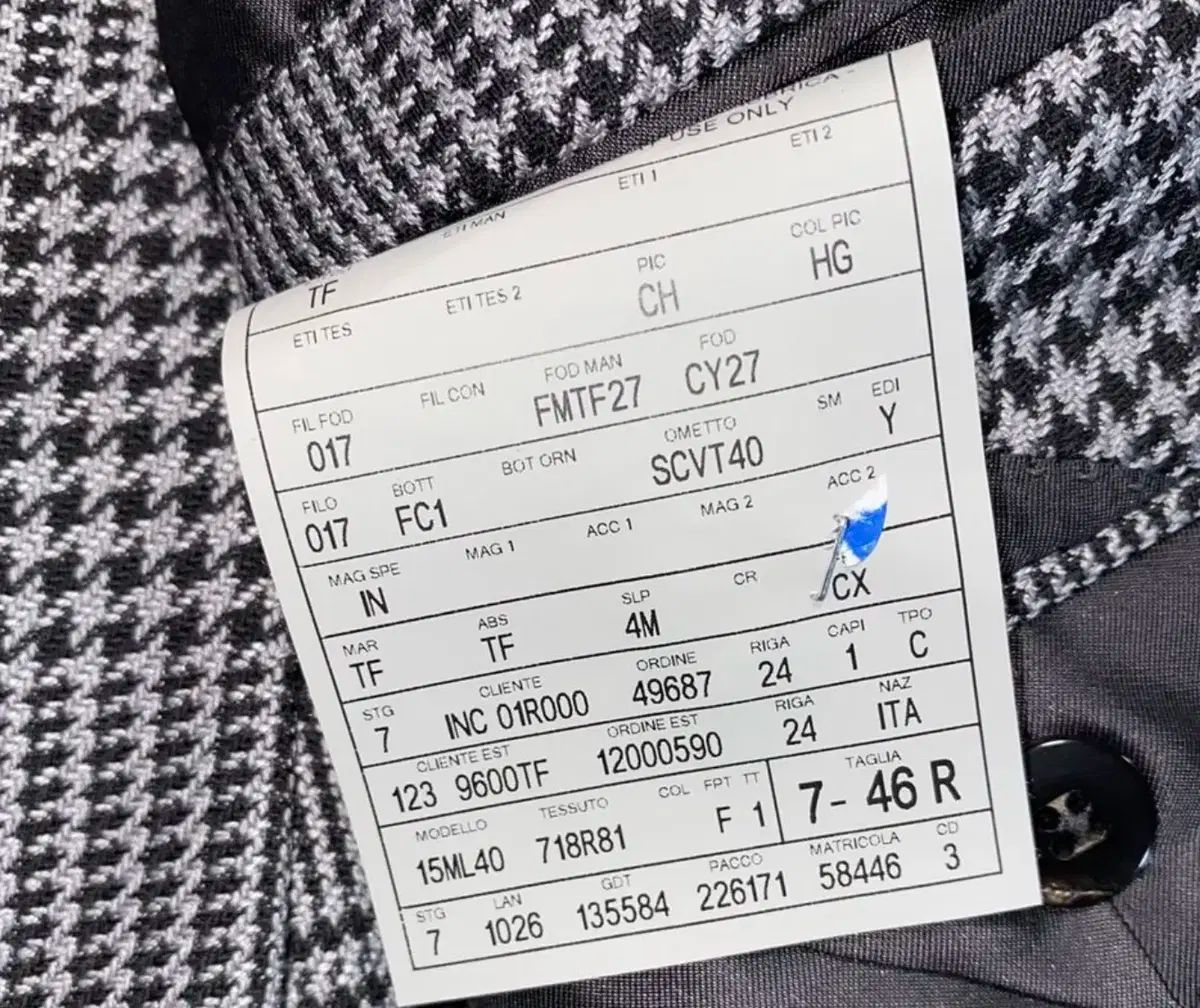 USE ONLY
ETI MAN ETI 1 ETI 2
TF
ETI TES ETI TES 2 PIC COL PIC
CH HG
FIL FOD FIL CON FOD MAN FOD
017 FMTF27 CY27
FILO BOTT BOT ORN OMETTO SM EDI
017 FC1 SCVT40 Y
MAG SPE MAG 1 ACC 1 MAG 2 ACC 2
IN
MAR ABS SLP CR
TF TF 4M CX
STG CLIENTE ORDINE RIGA CAPI TPO
7 INC 01R000 49687 24 1 C
CLIENTE EST ORDINE EST RIGA NAZ
123 9600TF 12000590 24 ITA
MODELLO TESSUTO COL FPT TT TAGLIA
15ML40 718R81 F 1 7- 46 R
STG LAN GDT PACCO MATRICOLA CD
7 1026 135584 226171 58446 3